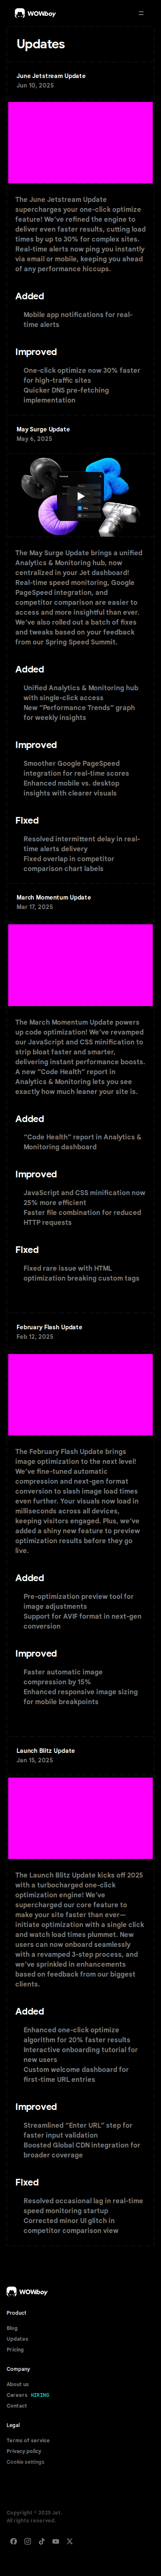 WOWboy
Updates
June Jetstream Update
Jun 10, 2025
The June Jetstream Update
supercharges your one-click optimize
feature! We've refined the engine to
deliver even faster results, cutting load
times by up to 30% for complex sites.
Real-time alerts now ping you instantly
via email or mobile, keeping you ahead
of any performance hiccups.
Added
Mobile app notifications for real-
time alerts
Improved
One-click optimize now 30% faster
for high-traffic sites
Quicker DNS pre-fetching
implementation
May Surge Update
May 6, 2025
The May Surge Update brings a unified
Analytics & Monitoring hub, now
centralized in your Jet dashboard!
Real-time speed monitoring, Google
PageSpeed integration, and
competitor comparison are easier to
access and more insightful than ever.
We've also rolled out a batch of fixes
and tweaks based on your feedback
from our Spring Speed Summit.
Added
Unified Analytics & Monitoring hub
with single-click access
New "Performance Trends" graph
for weekly insights
Improved
Smoother Google PageSpeed
integration for real-time scores
Enhanced mobile vs. desktop
insights with clearer visuals
Fixed
Resolved intermittent delay in real-
time alerts delivery
Fixed overlap in competitor
comparison chart labels
March Momentum Update
Mar 17, 2025
The March Momentum Update powers
up code optimization! We've revamped
our JavaScript and CSS minification to
strip bloat faster and smarter,
delivering instant performance boosts.
A new "Code Health" report in
Analytics & Monitoring lets you see
exactly how much leaner your site is.
Added
"Code Health" report in Analytics &
Monitoring dashboard
Improved
JavaScript and CSS minification now
25% more efficient
Faster file combination for reduced
HTTP requests
Fixed
Fixed rare issue with HTML
optimization breaking custom tags
February Flash Update
Feb 12, 2025
The February Flash Update brings
image optimization to the next level!
We've fine-tuned automatic
compression and next-gen format
conversion to slash image load times
even further. Your visuals now load in
milliseconds across all devices,
keeping visitors engaged. Plus, we've
added a shiny new feature to preview
optimization results before they go
live.
Added
Pre-optimization preview tool for
image adjustments
Support for AVIF format in next-gen
conversion
Improved
Faster automatic image
compression by 15%
Enhanced responsive image sizing
for mobile breakpoints
Launch Blitz Update
Jan 15, 2025
The Launch Blitz Update kicks off 2025
with a turbocharged one-click
optimization engine! We've
supercharged our core feature to
make your site faster than ever—
initiate optimization with a single click
and watch load times plummet. New
users can now onboard seamlessly
with a revamped 3-step process, and
we've sprinkled in enhancements
based on feedback from our biggest
clients.
Added
Enhanced one-click optimize
algorithm for 20% faster results
Interactive onboarding tutorial for
new users
Custom welcome dashboard for
first-time URL entries
Improved
Streamlined "Enter URL" step for
faster input validation
Boosted Global CDN integration for
broader coverage
Fixed
Resolved occasional lag in real-time
speed monitoring startup
Corrected minor UI glitch in
competitor comparison view
WOWboy
Product
Blog
Updates
Pricing
Company
About us
Careers HIRING
Contact
Legal
Terms of service
Privacy policy
Cookie settings
Copyright © 2025 Jet.
All rights reserved.